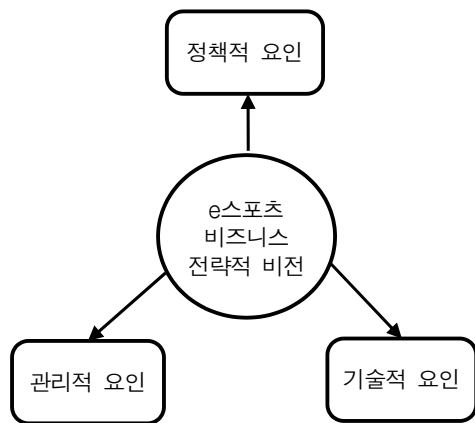 정책적 요인
e스포츠
비즈니스
전략적 비전
관리적 요인
기술적 요인